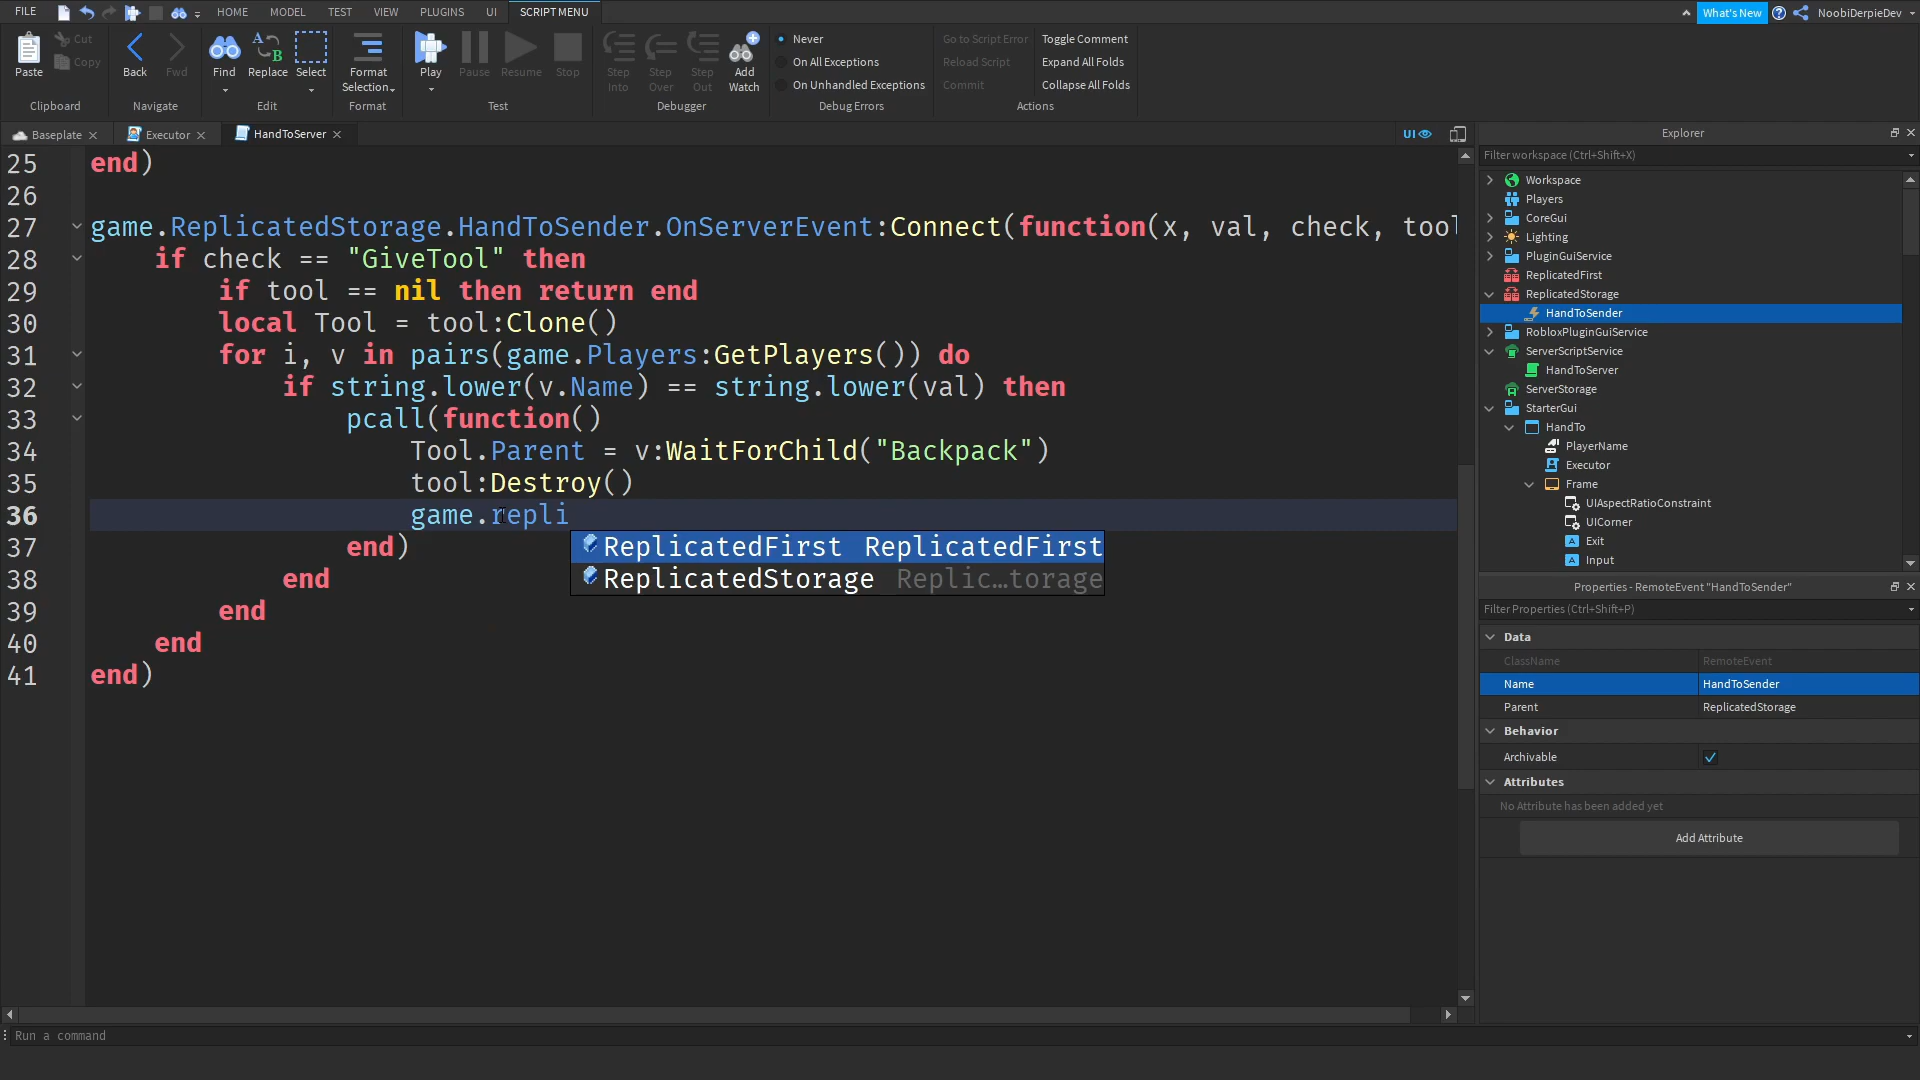 FILE HOME MODEL TEST VIEW PLUGINS UI SCRIPT MENU What's New NoobiDerpieDev
Paste Cut Copy Back Fwd Find Replace Select Format Selection Play Pause Resume Stop Step Into Step Over Step Out Add Watch
Never
On All Exceptions
On Unhandled Exceptions
Go to Script Error
Reload Script
Commit
Toggle Comment
Expand All Folds
Collapse All Folds
Clipboard Navigate Edit Format Test Debugger Debug Errors Actions
Baseplate Executor HandToServer UI
25 end)
26
27 game.ReplicatedStorage.HandToSender.OnServerEvent:Connect(function(x, val, check, tool
28 if check == "GiveTool" then
29 if tool == nil then return end
30 local Tool = tool:Clone()
31 for i, v in pairs(game.Players:GetPlayers()) do
32 if string.lower(v.Name) == string.lower(val) then
33 pcall(function()
34 Tool.Parent = v:WaitForChild("Backpack")
35 tool:Destroy()
36 game.repli
ReplicatedFirst ReplicatedFirst
ReplicatedStorage Replic…torage
37 end)
38 end
39 end
40 end
41 end)
Run a command
Explorer
Filter workspace (Ctrl+Shift+X)
Workspace
Players
CoreGui
Lighting
PluginGuiService
ReplicatedFirst
ReplicatedStorage
HandToSender
RobloxPluginGuiService
ServerScriptService
HandToServer
ServerStorage
StarterGui
HandTo
PlayerName
Executor
Frame
UIAspectRatioConstraint
UICorner
Exit
Input
Properties - RemoteEvent "HandToSender"
Filter Properties (Ctrl+Shift+P)
Data
ClassName RemoteEvent
Name HandToSender
Parent ReplicatedStorage
Behavior
Archivable
Attributes
No Attribute has been added yet
Add Attribute